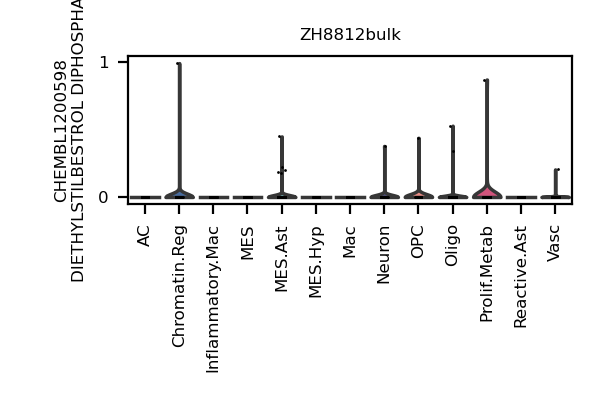 ZH8812bulk
CHEMBL1200598
DIETHYLSTILBESTROL DIPHOSPHA
1
0
AC
Chromatin.Reg
Inflammatory.Mac
MES
MES.Ast
MES.Hyp
Mac
Neuron
OPC
Oligo
Prolif.Metab
Reactive.Ast
Vasc